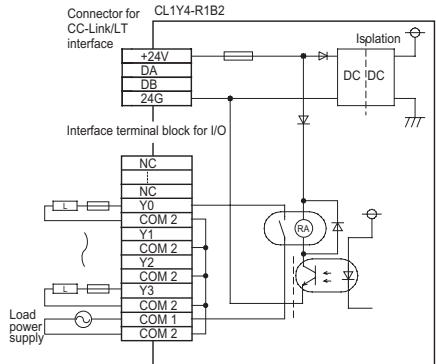 Connector for
CC-Link/LT
interface
CL1Y4-R1B2
Isolation
+24V
DA
DB
24G
DC DC
Interface terminal block for I/O
NC
NC
Y0
L
COM 2
Y1
COM 2
Y2
COM 2
Y3
L
COM 2
COM 1
COM 2
RA
Load
power
supply